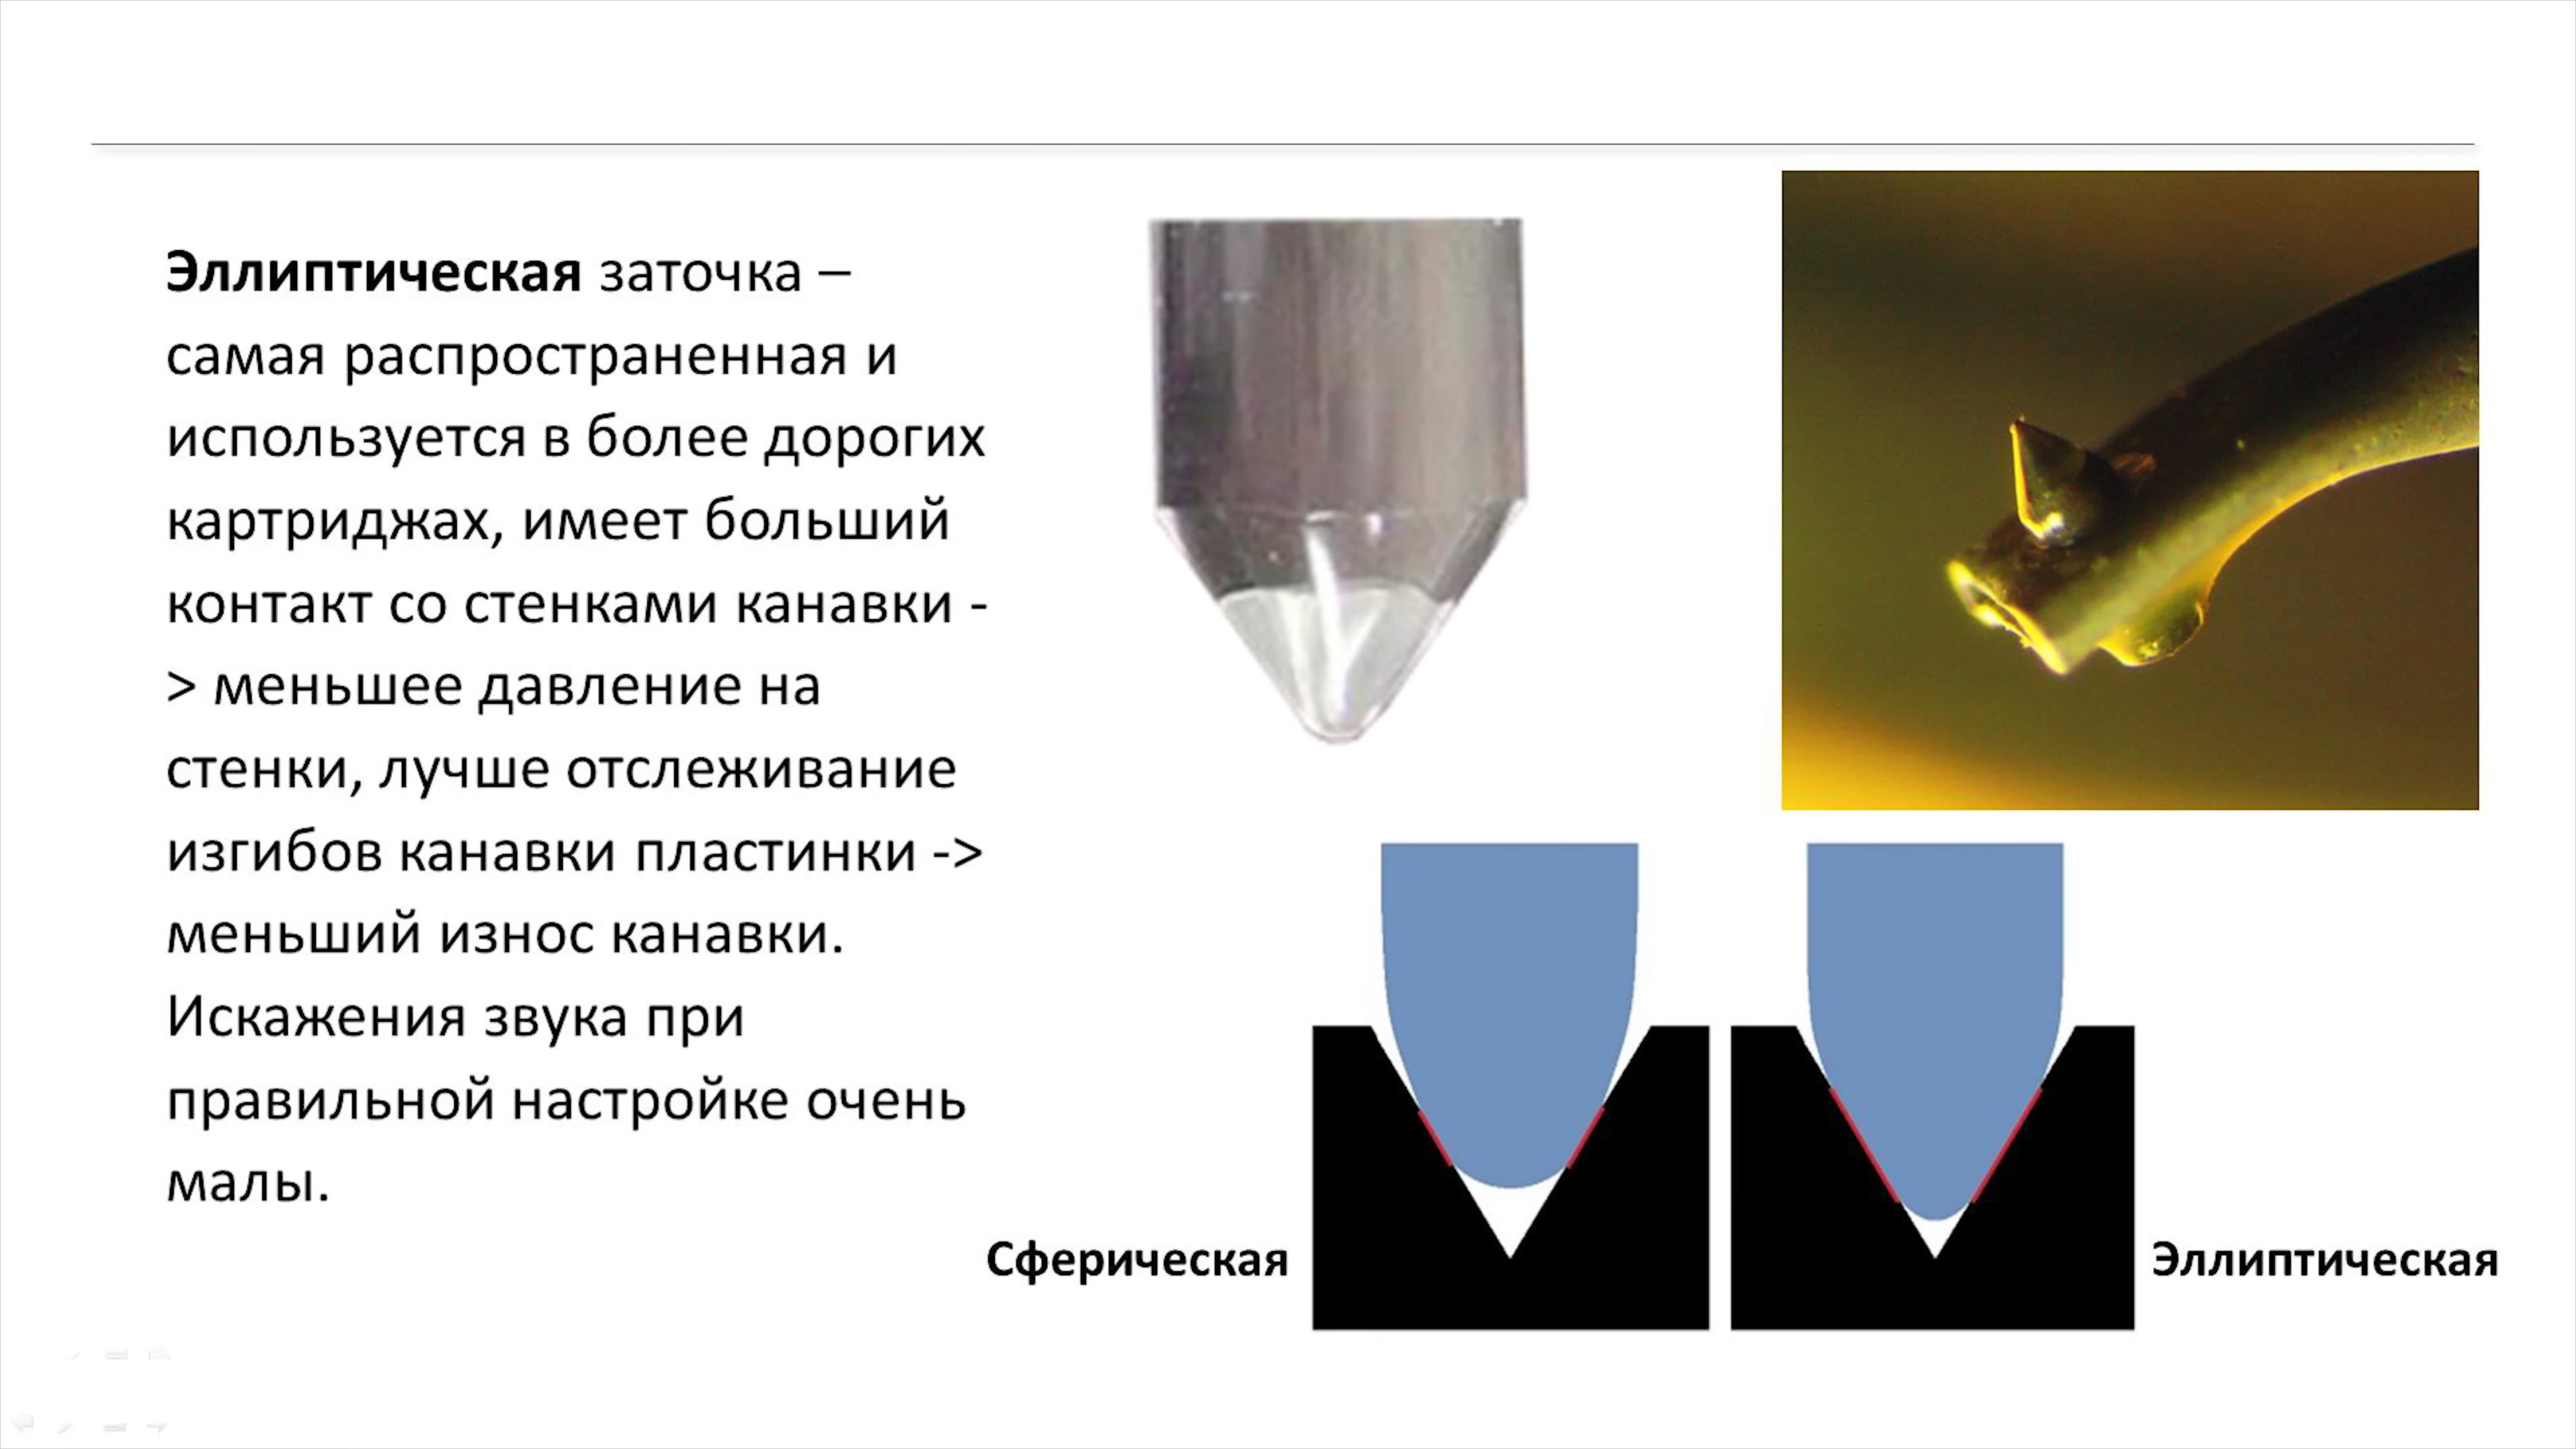 Эллиптическая заточка –
самая распространенная и
используется в более дорогих
картриджах, имеет больший
контакт со стенками канавки -
> меньшее давление на
стенки, лучше отслеживание
изгибов канавки пластинки ->
меньший износ канавки.
Искажения звука при
правильной настройке очень
малы.
Сферическая
Эллиптическая